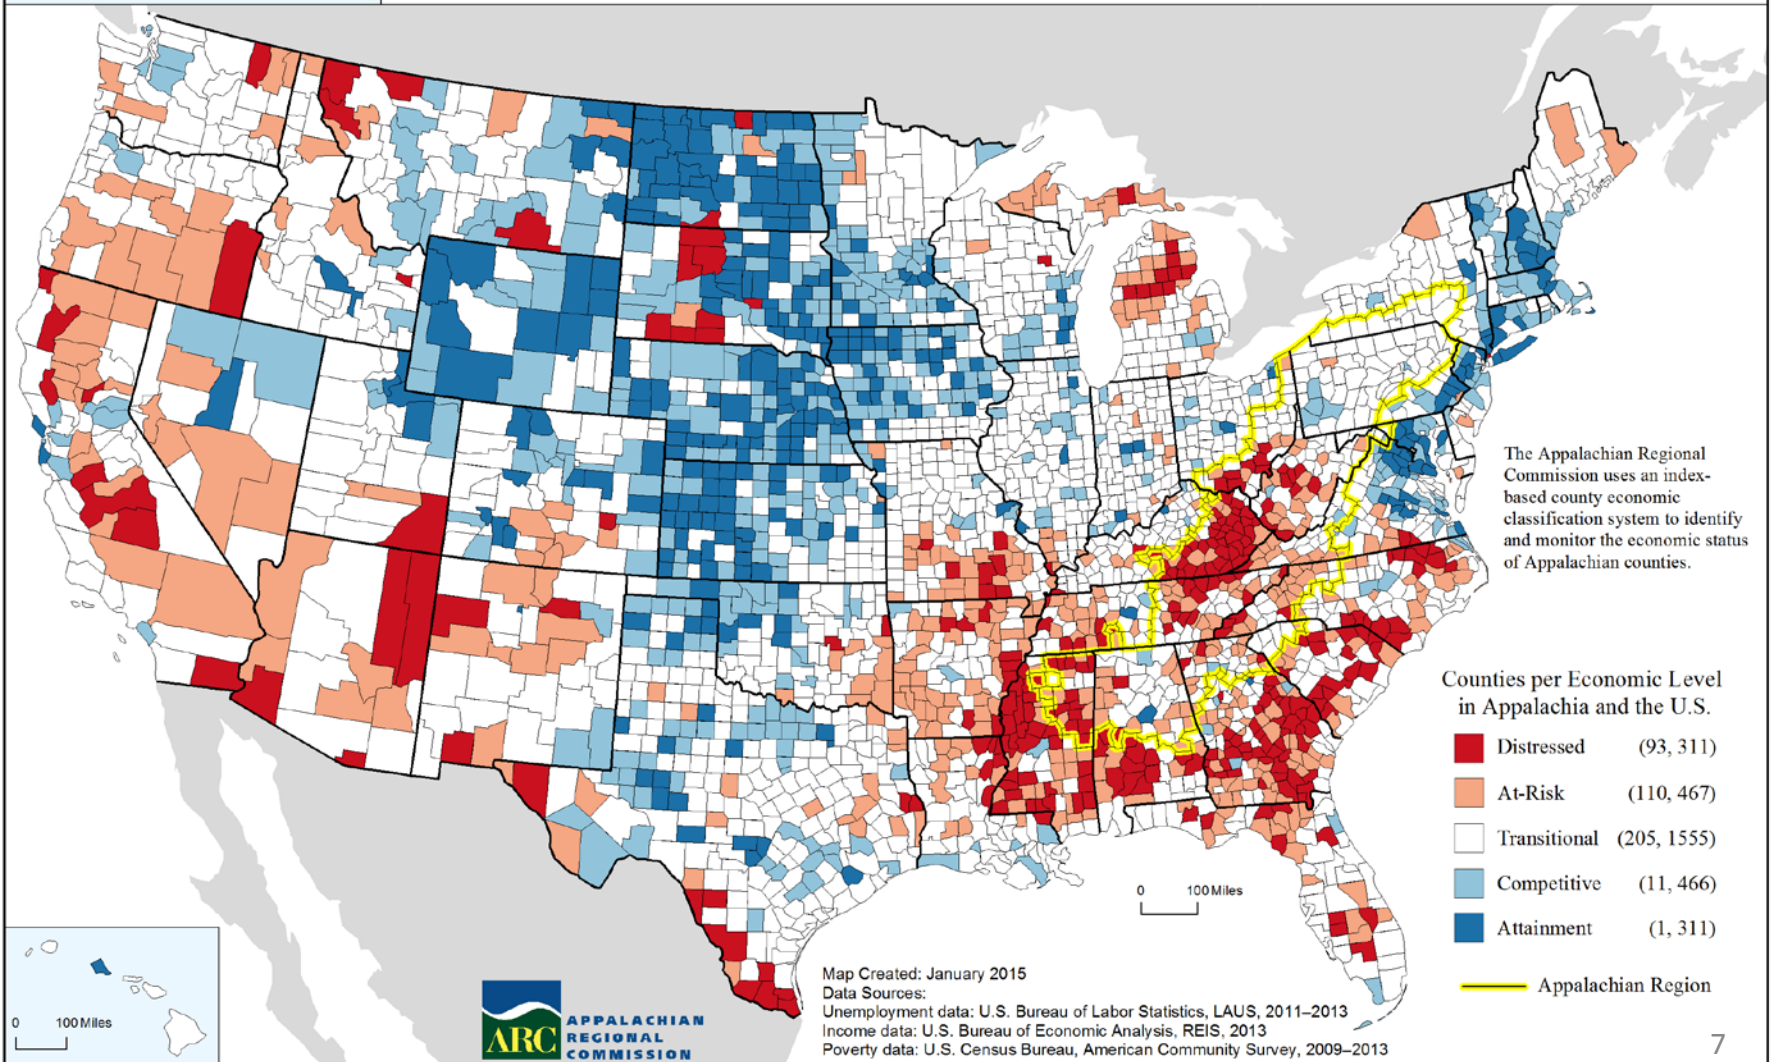 The Appalachian Regional
Commission uses an index-
based county economic
classification system to identify
and monitor the economic status
of Appalachian counties.
Counties per Economic Level
in Appalachia and the U.S.
Distressed (93, 311)
At-Risk (110, 467)
Transitional (205, 1555)
Competitive (11, 466)
Attainment (1, 311)
Appalachian Region
0 100 Miles
0 100 Miles
ARC
APPALACHIAN
REGIONAL
COMMISSION
Map Created: January 2015
Data Sources:
Unemployment data: U.S. Bureau of Labor Statistics, LAUS, 2011–2013
Income data: U.S. Bureau of Economic Analysis, REIS, 2013
Poverty data: U.S. Census Bureau, American Community Survey, 2009–2013
7